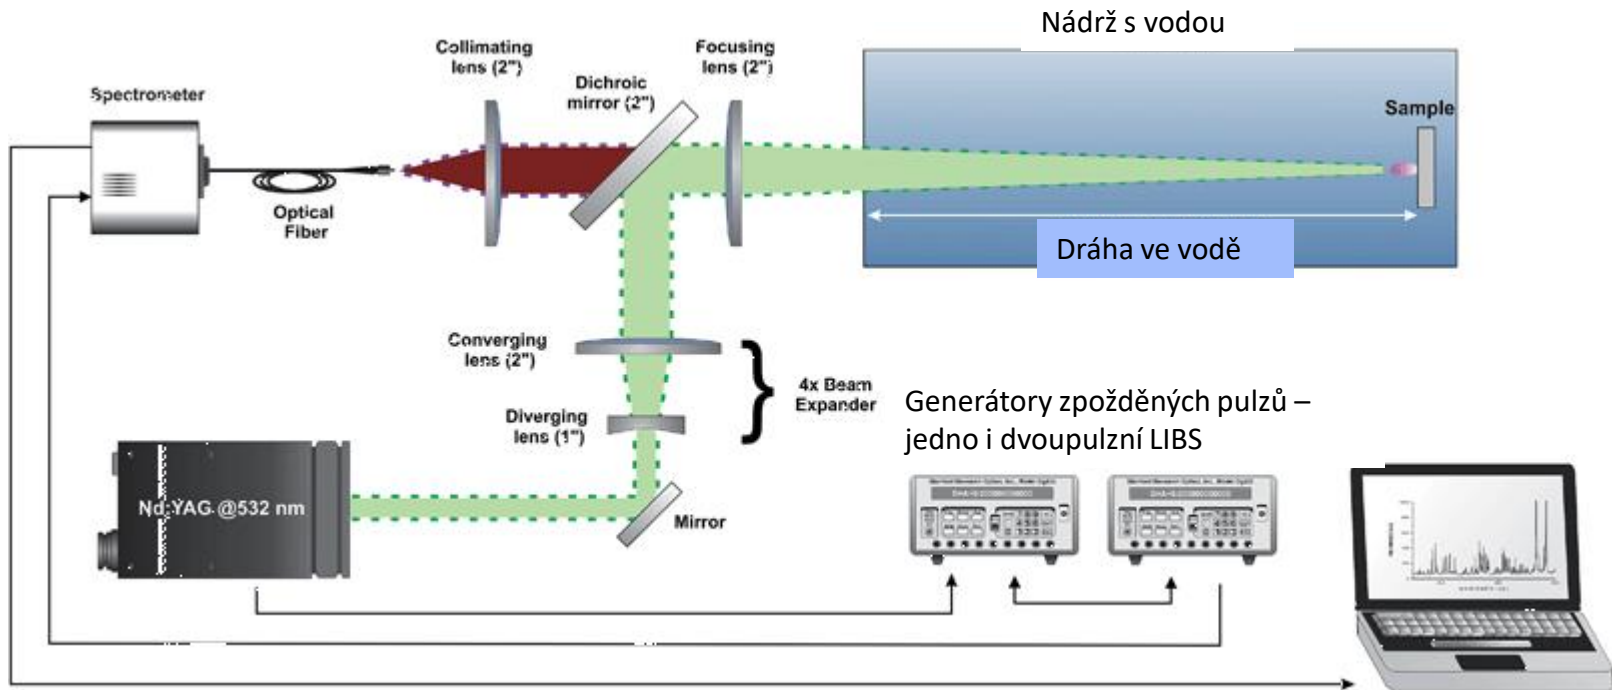 Nádrž s vodou
Collimating
lens (2")
Focusing
lens (2")
Dichroic
mirror (2")
Spectrometer
Sample
Optical
Fiber
Dráha ve vodě
Converging
lens (2")
4x Beam
Expander
Diverging
lens (1")
Generátory zpožděných pulzů –
jedno i dvoupulzní LIBS
Nd:YAG @532 nm
Mirror